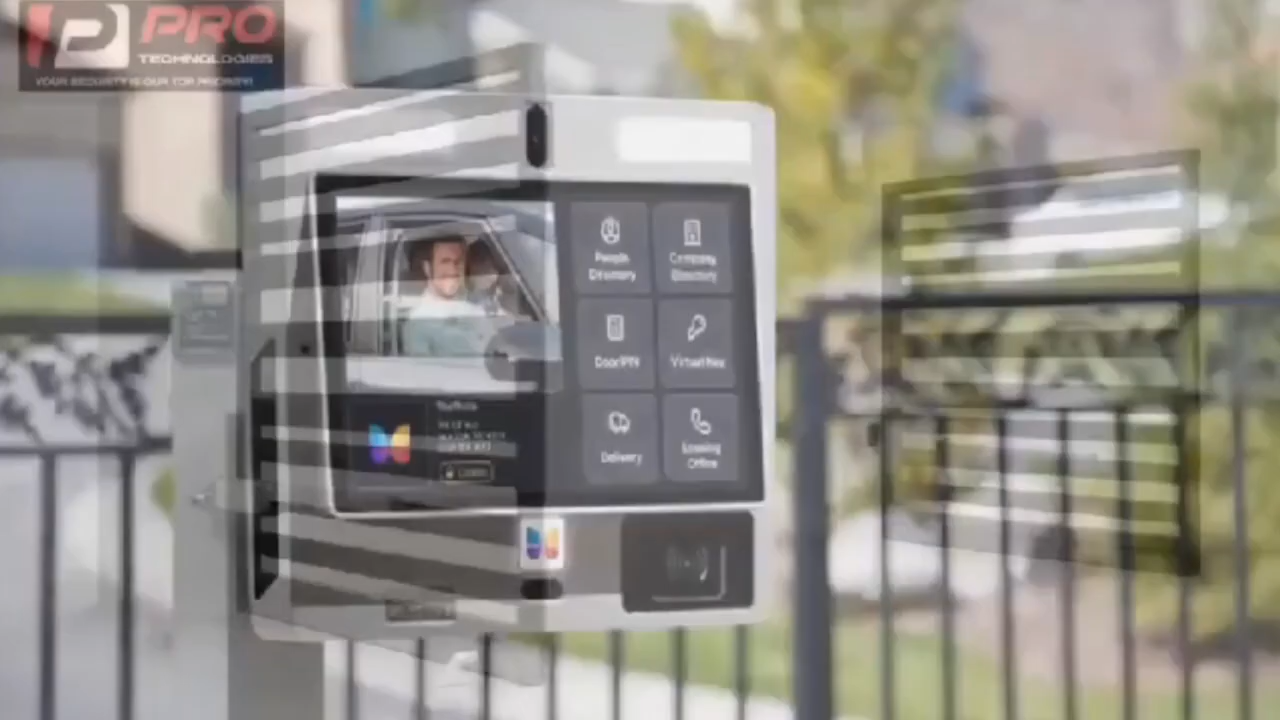 PRO
TECHNOLOGIES
YOUR SECURITY IS OUR TOP PRIORITY!
People
Directory
Company
Directory
Door PIN
Virtual Key
Delivery
Leasing
Office